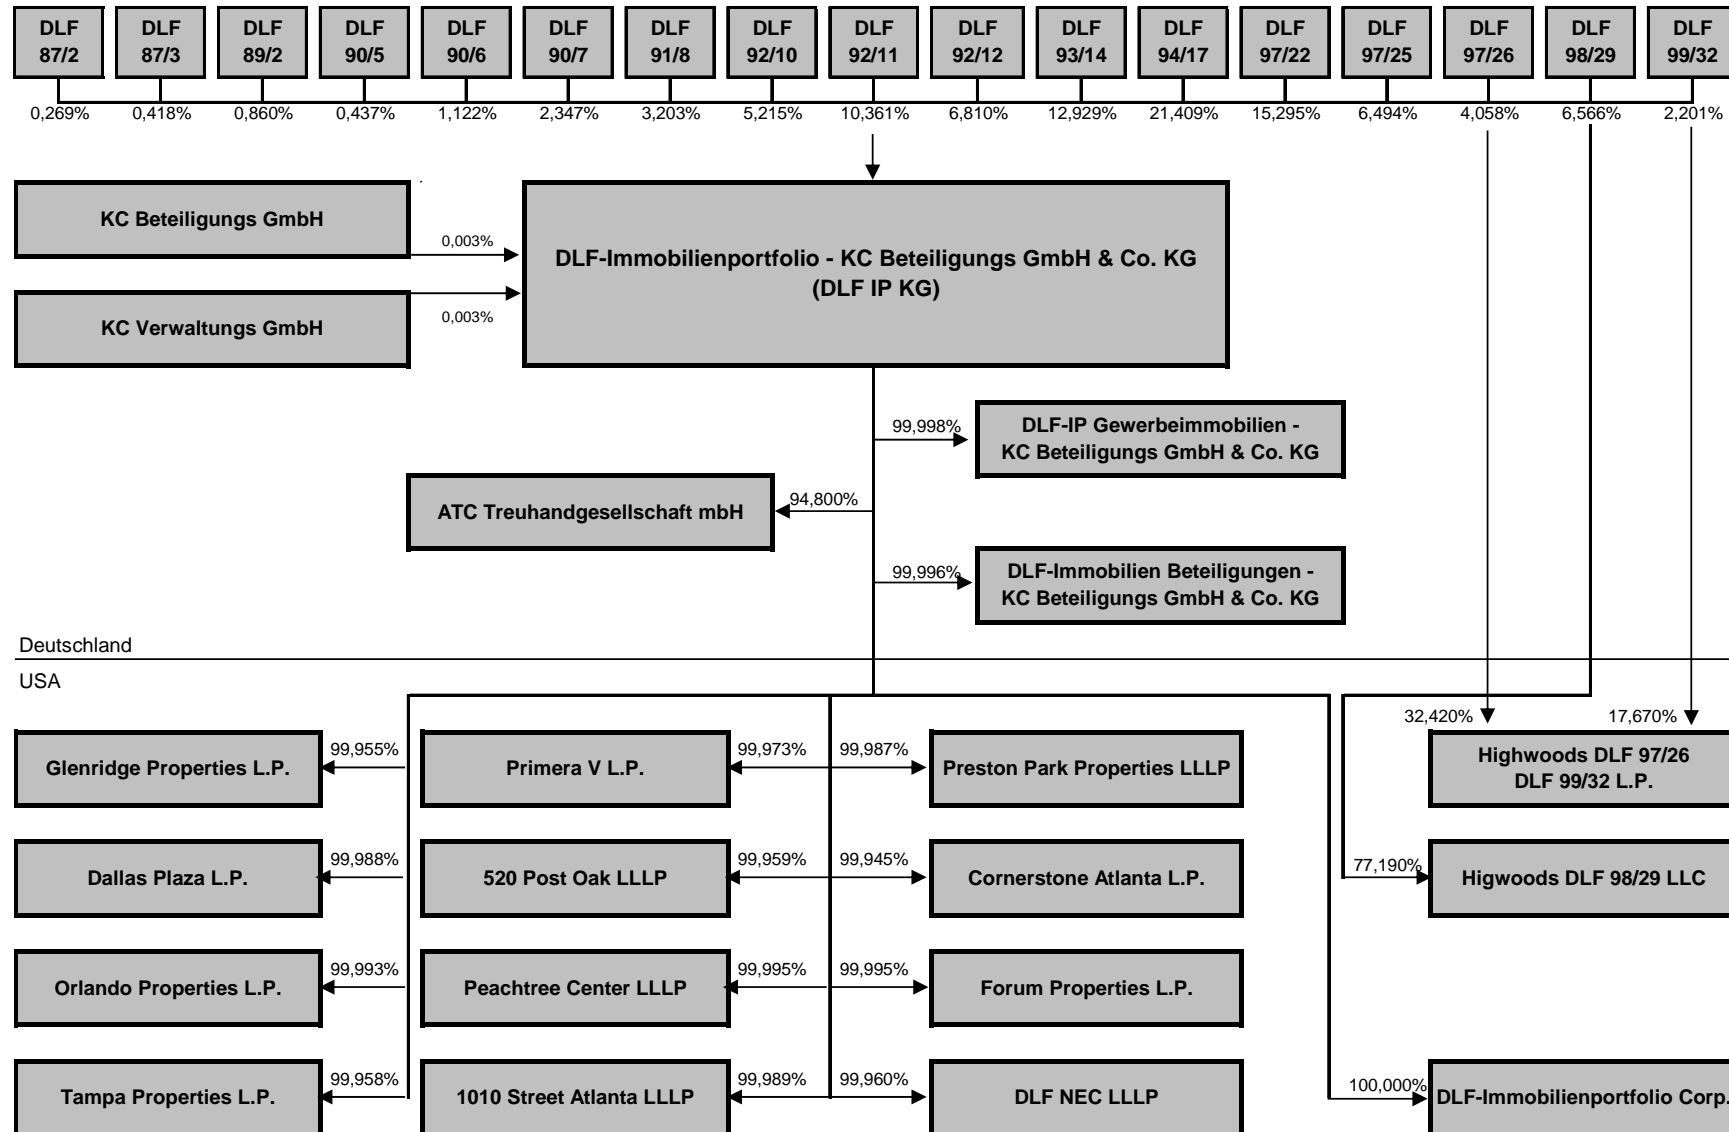 DLF
87/2
DLF
87/3
DLF
89/2
DLF
90/5
DLF
90/6
DLF
90/7
DLF
91/8
DLF
92/10
DLF
92/11
DLF
92/12
DLF
93/14
DLF
94/17
DLF
97/22
DLF
97/25
DLF
97/26
DLF
98/29
DLF
99/32
0,269%
0,418%
0,860%
0,437%
1,122%
2,347%
3,203%
5,215%
10,361%
6,810%
12,929%
21,409%
15,295%
6,494%
4,058%
6,566%
2,201%
KC Beteiligungs GmbH
0,003%
DLF-Immobilienportfolio - KC Beteiligungs GmbH & Co. KG
(DLF IP KG)
KC Verwaltungs GmbH
0,003%
99,998%
DLF-IP Gewerbeimmobilien -
KC Beteiligungs GmbH & Co. KG
ATC Treuhandgesellschaft mbH
94,800%
99,996%
DLF-Immobilien Beteiligungen -
KC Beteiligungs GmbH & Co. KG
Deutschland
USA
32,420%
17,670%
Glenridge Properties L.P.
99,955%
Primera V L.P.
99,973%
99,987%
Preston Park Properties LLLP
Highwoods DLF 97/26
DLF 99/32 L.P.
Dallas Plaza L.P.
99,988%
520 Post Oak LLLP
99,959%
99,945%
Cornerstone Atlanta L.P.
77,190%
Higwoods DLF 98/29 LLC
Orlando Properties L.P.
99,993%
Peachtree Center LLLP
99,995%
99,995%
Forum Properties L.P.
Tampa Properties L.P.
99,958%
1010 Street Atlanta LLLP
99,989%
99,960%
DLF NEC LLLP
100,000%
DLF-Immobilienportfolio Corp.